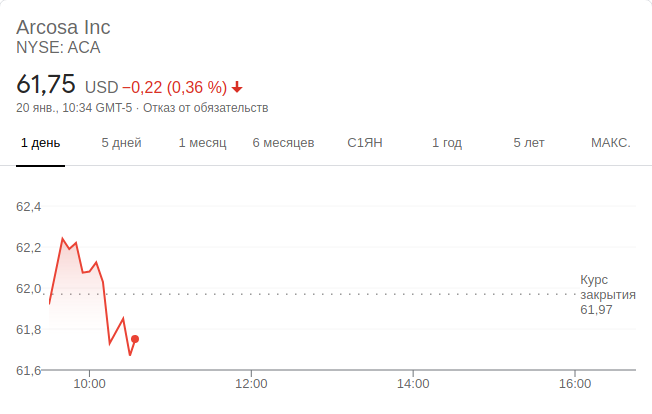 Arcosa Inc
NYSE: ACA
61,75 USD −0,22 (0,36 %)
20 янв., 10:34 GMT-5 · Отказ от обязательств
1 день 5 дней 1 месяц 6 месяцев С1ЯН 1 год 5 лет МАКС.
62,4
62,2
62,0
61,8
61,6
Курс
закрытия
61,97
10:00 12:00 14:00 16:00